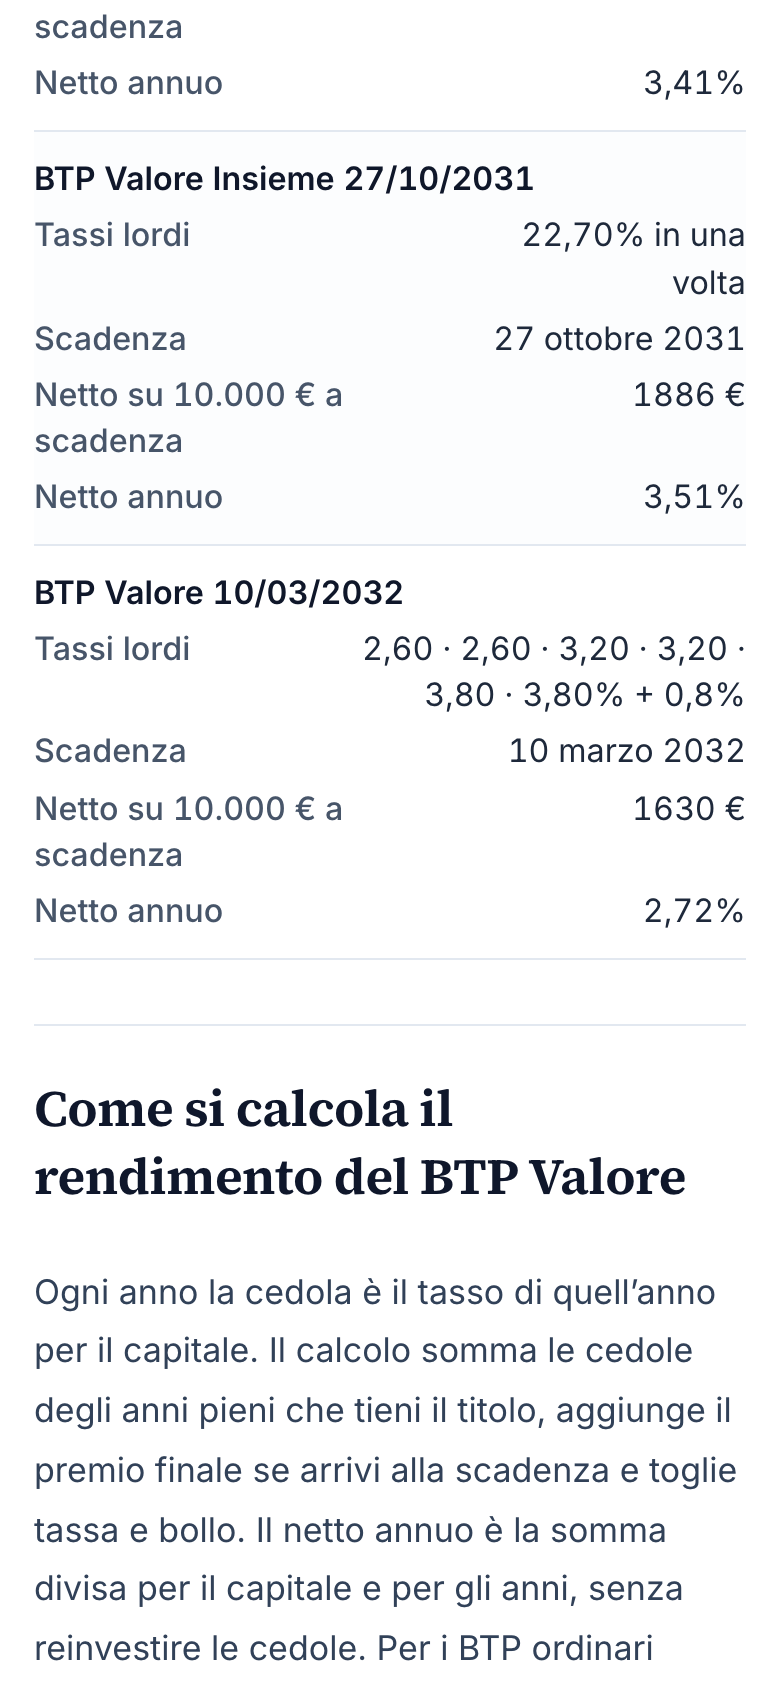 scadenza
Netto annuo 3,41%
BTP Valore Insieme 27/10/2031
Tassi lordi 22,70% in una
volta
Scadenza 27 ottobre 2031
Netto su 10.000 € a 1886 €
scadenza
Netto annuo 3,51%
BTP Valore 10/03/2032
Tassi lordi 2,60 · 2,60 · 3,20 · 3,20 ·
3,80 · 3,80% + 0,8%
Scadenza 10 marzo 2032
Netto su 10.000 € a 1630 €
scadenza
Netto annuo 2,72%
Come si calcola il
rendimento del BTP Valore
Ogni anno la cedola è il tasso di quell’anno
per il capitale. Il calcolo somma le cedole
degli anni pieni che tieni il titolo, aggiunge il
premio finale se arrivi alla scadenza e toglie
tassa e bollo. Il netto annuo è la somma
divisa per il capitale e per gli anni, senza
reinvestire le cedole. Per i BTP ordinari